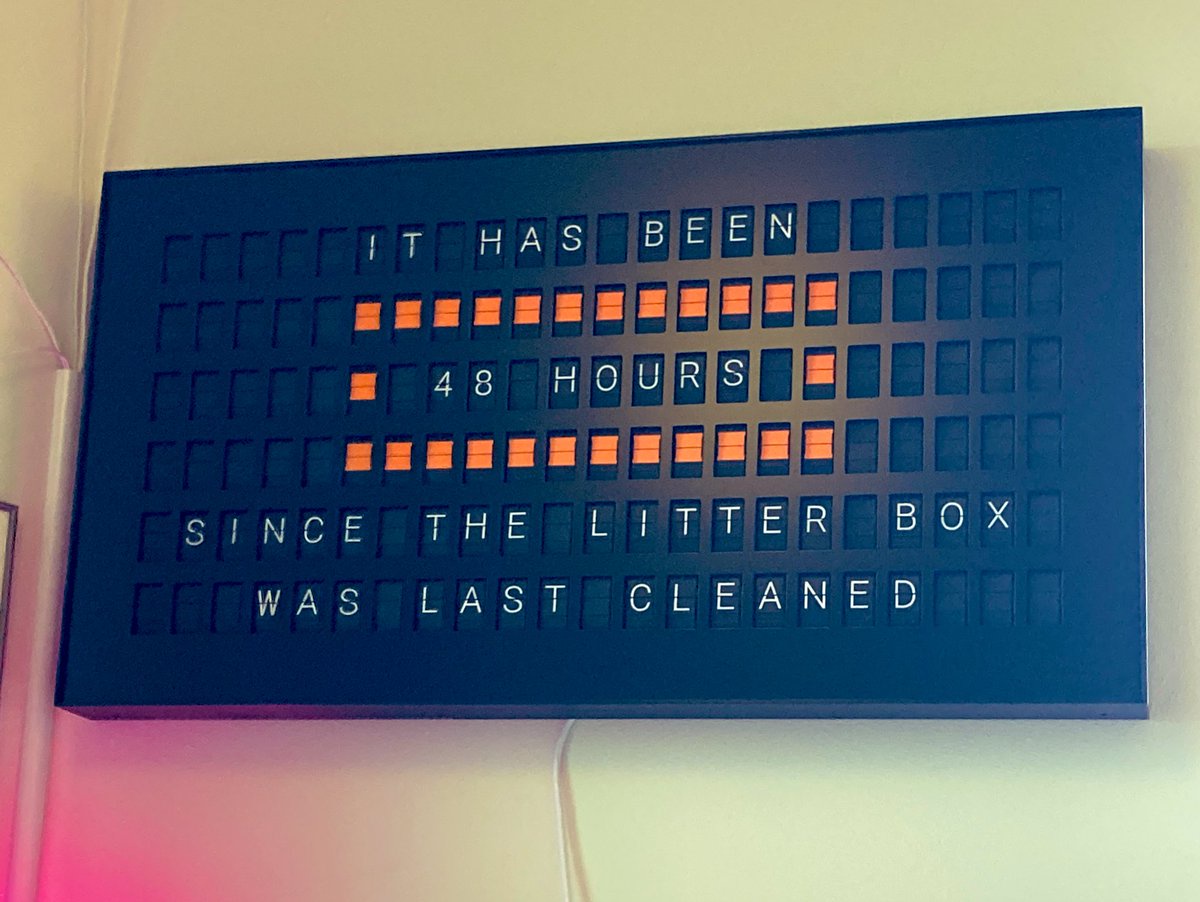 IT HAS BEEN
48 HOURS
SINCE THE LITTER BOX
WAS LAST CLEANED